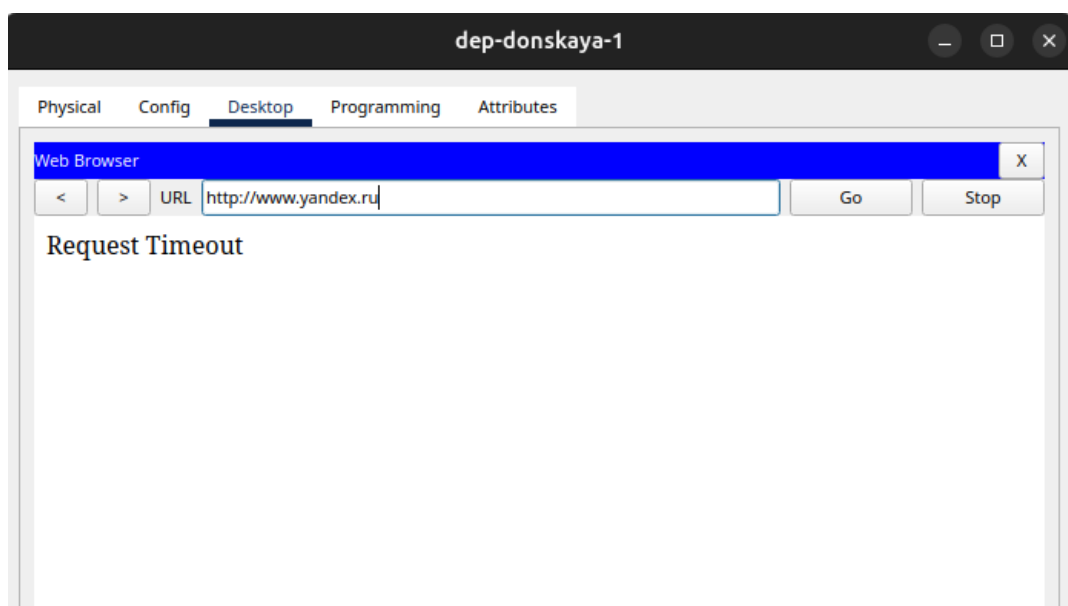 dep-donskaya-1
Physical Config Desktop Programming Attributes
Web Browser X
< > URL http://www.yandex.ru Go Stop
Request Timeout